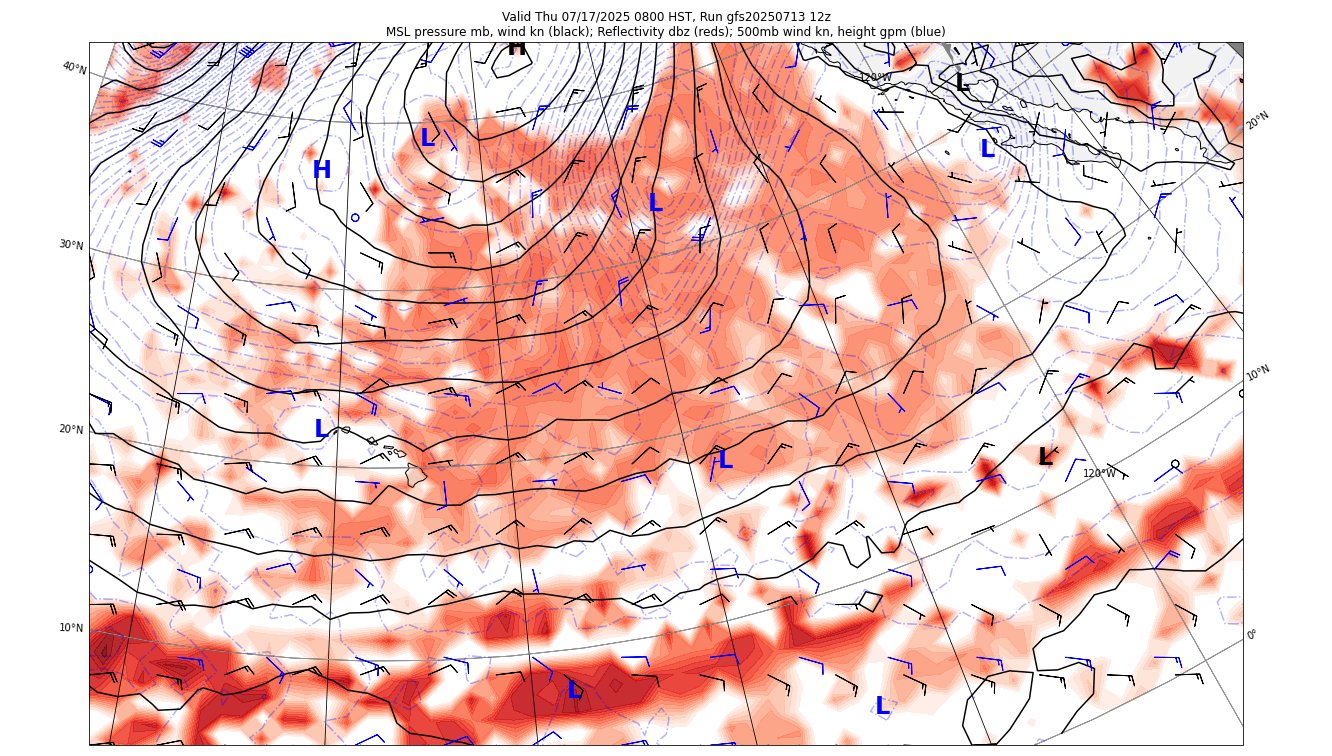 Valid Thu 07/17/2025 0800 HST, Run gfs20250713 12z
MSL pressure mb, wind kn (black); Reflectivity dbz (reds); 500mb wind kn, height gpm (blue)
H
40°N
120°W
L
20°N
L
L
H
L
30°N
10°N
L
20°N
L
L
120°W
10°N
0°
L
L